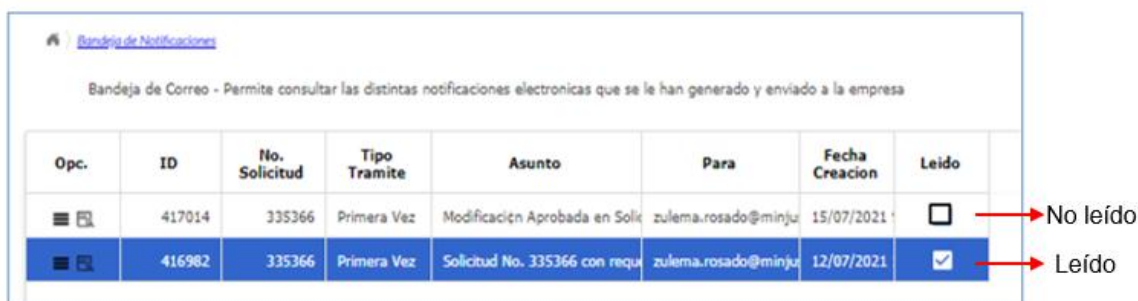 Bandeja de Notificaciones
Bandeja de Correo - Permite consultar las distintas notificaciones electronicas que se le han generado y enviado a la empresa
Opc. ID No. Solicitud Tipo Tramite Asunto Para Fecha Creacion Leido
417014 335366 Primera Vez Modificación Aprobada en Solic zulema.rosado@minju 15/07/2021 No leído
416982 335366 Primera Vez Solicitud No. 335366 con reque zulema.rosado@minju 12/07/2021 Leído